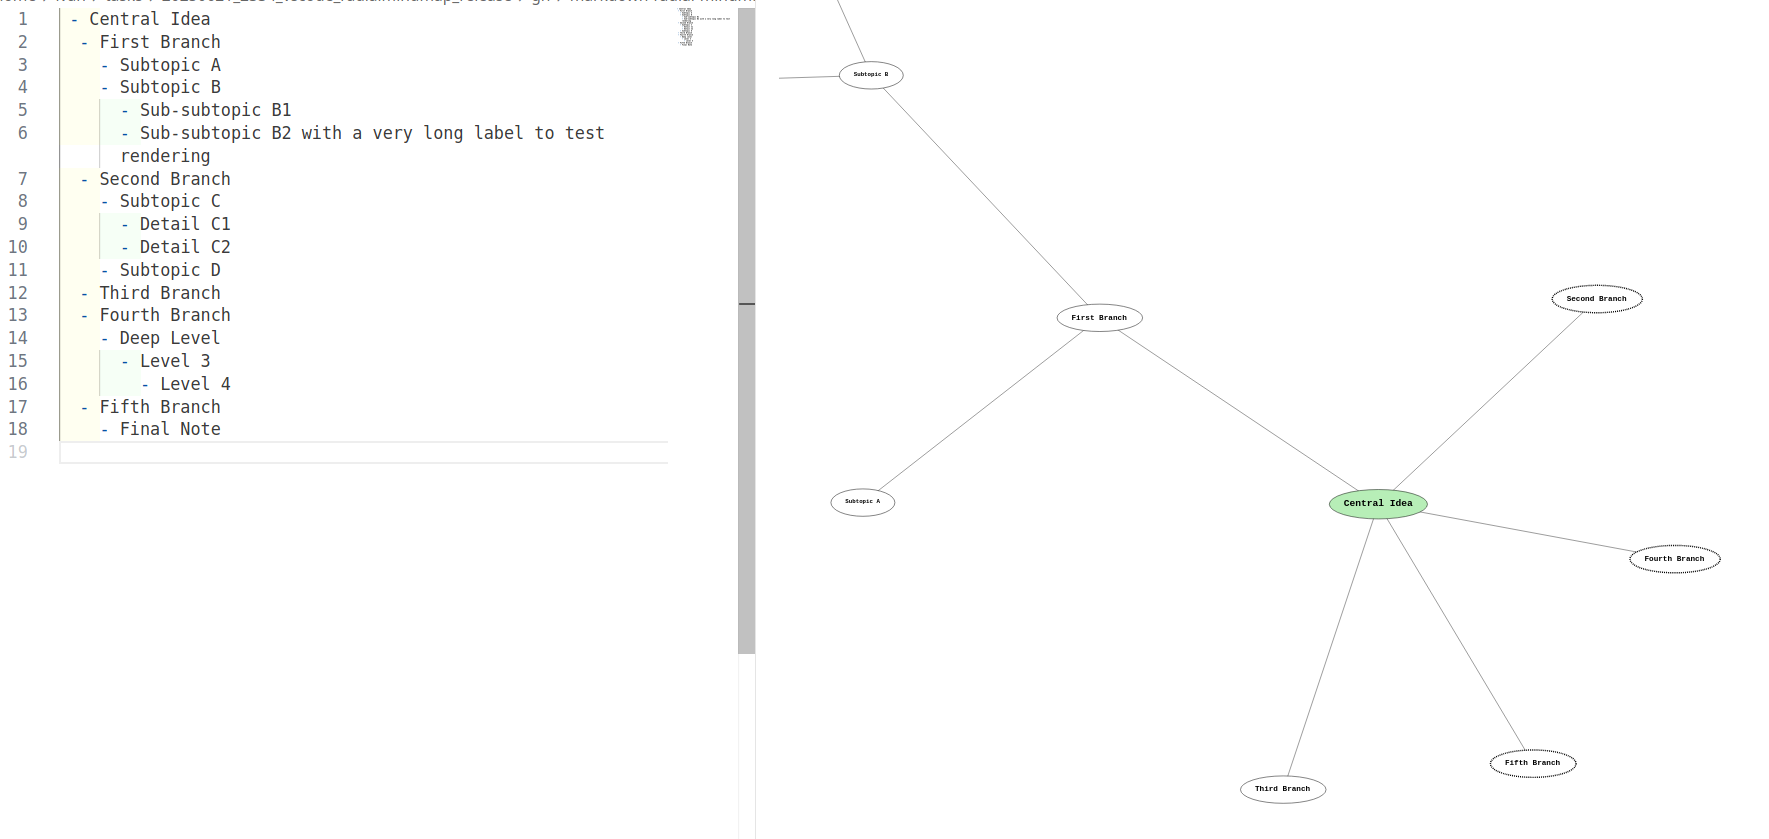 1 - Central Idea
2 - First Branch
3 - Subtopic A
4 - Subtopic B
5 - Sub-subtopic B1
6 - Sub-subtopic B2 with a very long label to test
rendering
7 - Second Branch
8 - Subtopic C
9 - Detail C1
10 - Detail C2
11 - Subtopic D
12 - Third Branch
13 - Fourth Branch
14 - Deep Level
15 - Level 3
16 - Level 4
17 - Fifth Branch
18 - Final Note
19
Subtopic B
Second Branch
First Branch
Subtopic A
Central Idea
Fourth Branch
Fifth Branch
Third Branch